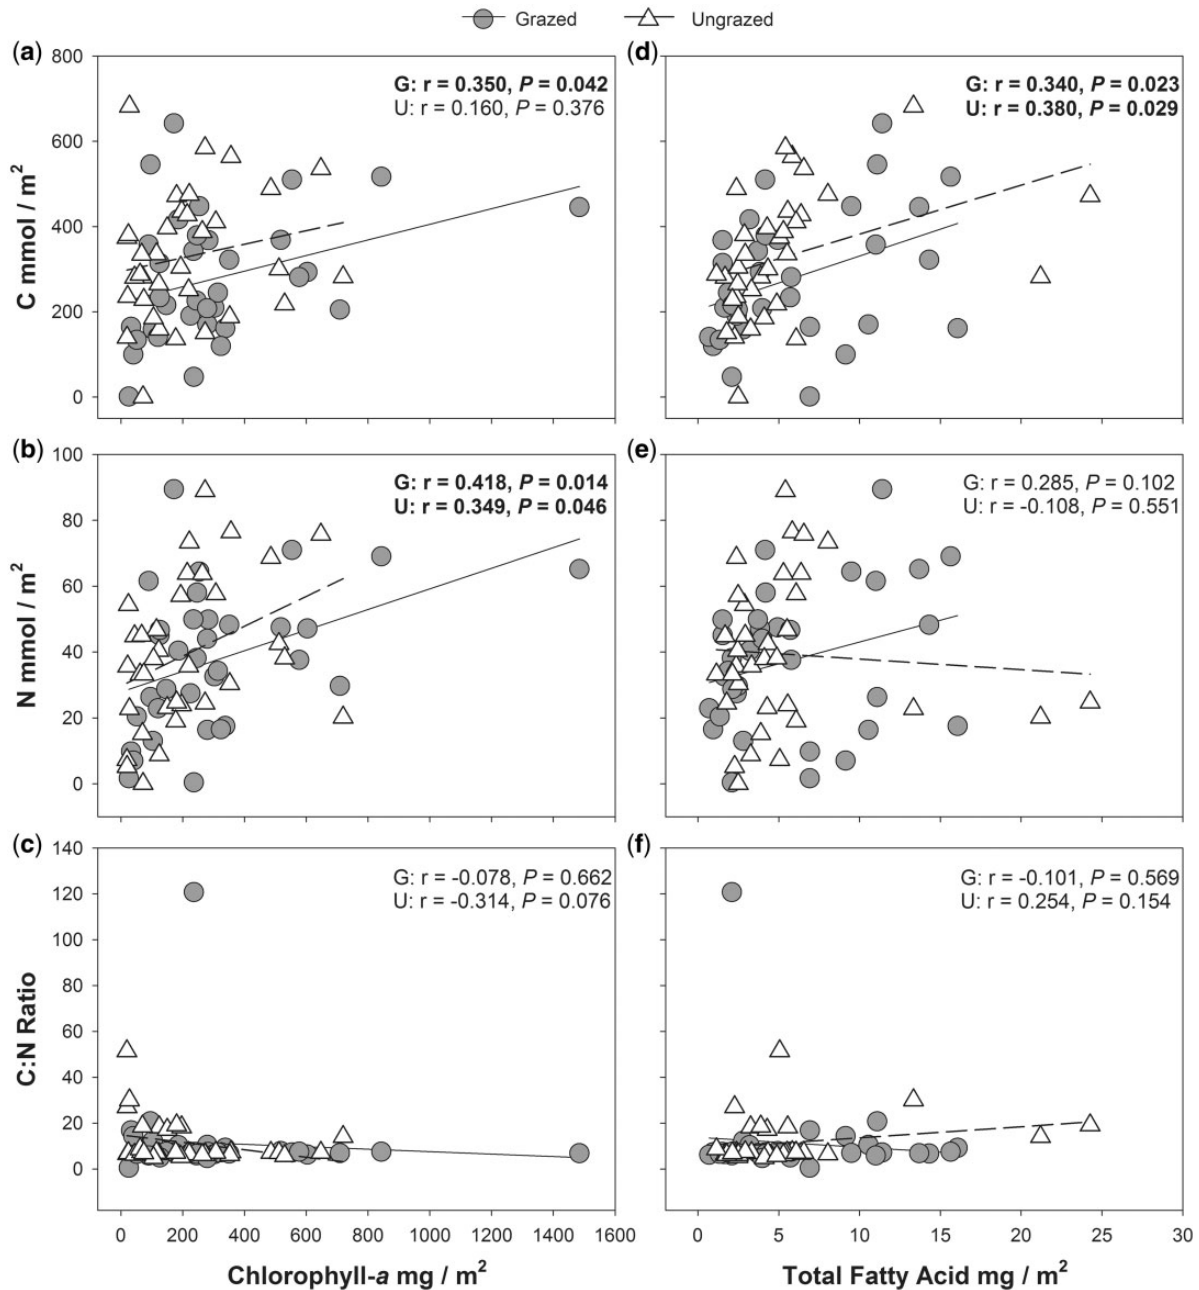 Grazed Ungrazed
(a)
800
600
400
200
0
C mmol / m²
G: r = 0.350, P = 0.042
U: r = 0.160, P = 0.376
(d)
G: r = 0.340, P = 0.023
U: r = 0.380, P = 0.029
(b)
100
80
60
40
20
0
N mmol / m²
G: r = 0.418, P = 0.014
U: r = 0.349, P = 0.046
(e)
G: r = 0.285, P = 0.102
U: r = -0.108, P = 0.551
(c)
140
120
100
80
60
40
20
0
C:N Ratio
G: r = -0.078, P = 0.662
U: r = -0.314, P = 0.076
(f)
G: r = -0.101, P = 0.569
U: r = 0.254, P = 0.154
0 200 400 600 800 1000 1200 1400 1600
Chlorophyll-a mg / m²
0 5 10 15 20 25 30
Total Fatty Acid mg / m²